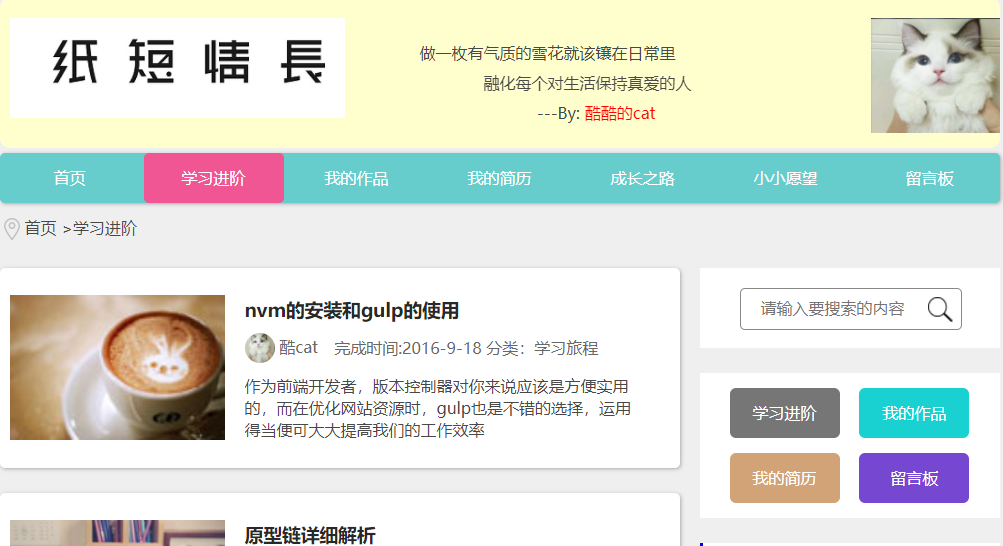 纸短情長
做一枚有气质的雪花就该镶在日常里
融化每个对生活保持真爱的人
---By: 酷酷的cat
首页
学习进阶
我的作品
我的简历
成长之路
小小愿望
留言板
首页 >学习进阶
nvm的安装和gulp的使用
酷cat 完成时间:2016-9-18 分类：学习旅程
作为前端开发者，版本控制器对你来说应该是方便实用
的，而在优化网站资源时，gulp也是不错的选择，运用
得当便可大大提高我们的工作效率
原型链详细解析
请输入要搜索的内容
学习进阶
我的作品
我的简历
留言板